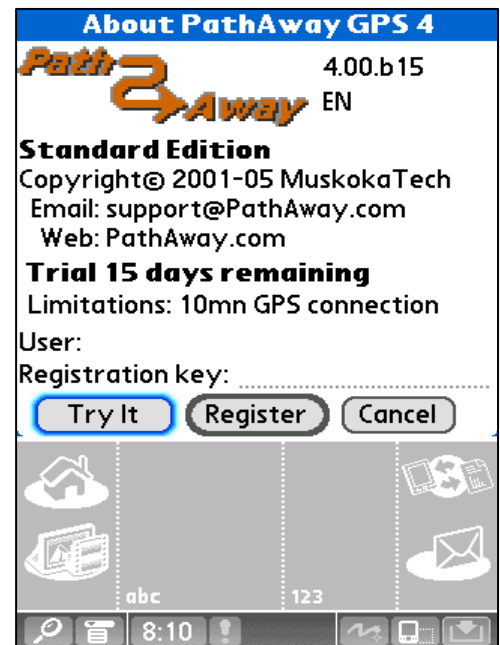 About PathAway GPS 4
Path
Away
4.00.b15
EN
Standard Edition
Copyright© 2001-05 MuskokaTech
Email: support@PathAway.com
Web: PathAway.com
Trial 15 days remaining
Limitations: 10mn GPS connection
User:
Registration key:
Try It Register Cancel
abc 123
8:10